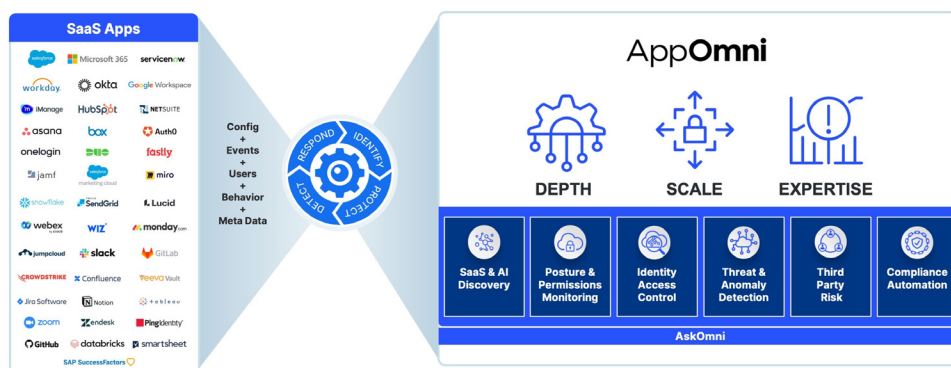 SaaS Apps
salesforce Microsoft 365 servicenow
workday. okta Google Workspace
iManage HubSpot NETSUITE
asana box Auth0
onelogin DUO fastly
jamf salesforce marketing cloud miro
snowflake SendGrid Lucid
webex WIZ monday.com
jumpcloud slack GitLab
CROWDSTRIKE Confluence Veeva Vault
Jira Software Notion +ableau
zoom zendesk PingIdentity
GitHub databricks smartsheet
SAP SuccessFactors
Config
+
Events
+
Users
+
Behavior
+
Meta Data
RESPOND
IDENTIFY
PROTECT
DETECT
AppOmni
DEPTH SCALE EXPERTISE
SaaS & AI Discovery
Posture & Permissions Monitoring
Identity Access Control
Threat & Anomaly Detection
Third Party Risk
Compliance Automation
AskOmni